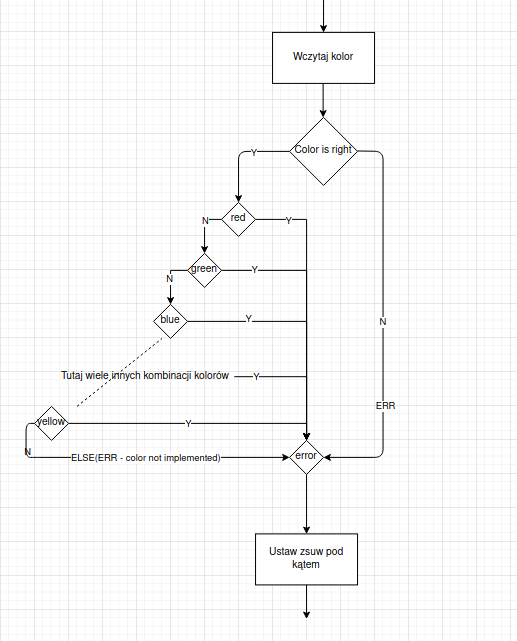 Wczytaj kolor
Color is right
Y
N
red
Y
green
Y
N
blue
Y
N
Tutaj wiele innych kombinacji kolorów
Y
ERR
yellow
Y
N
ELSE(ERR - color not implemented)
error
Ustaw zsuw pod
kątem